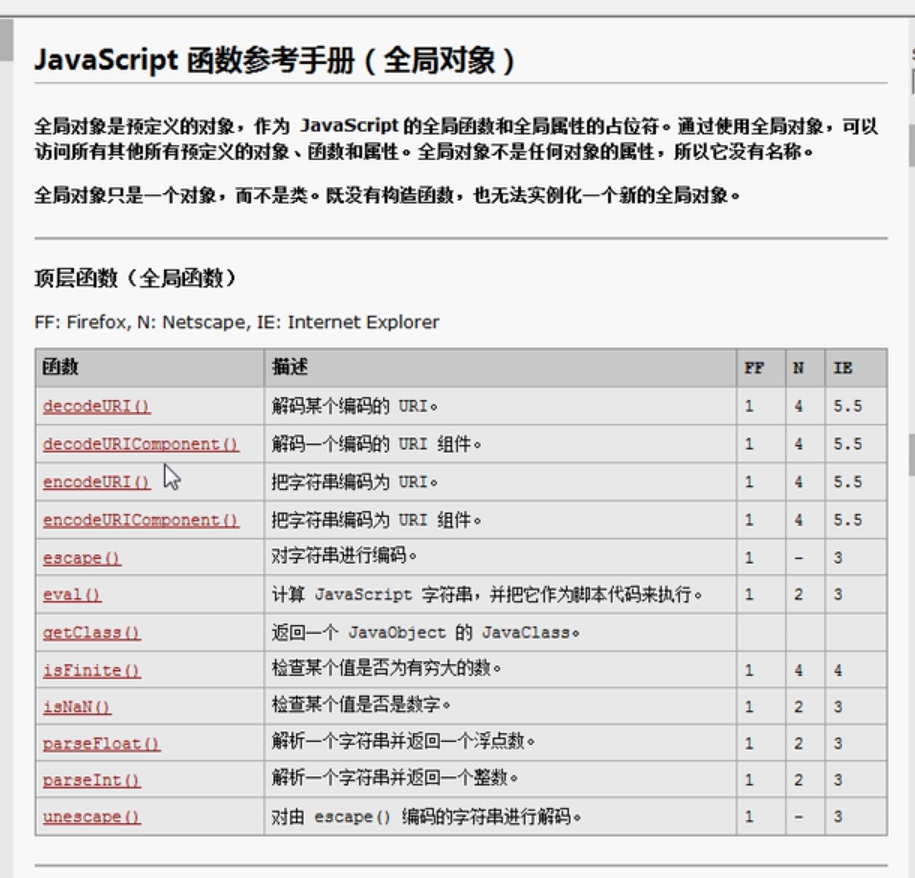 JavaScript 函数参考手册（全局对象）
全局对象是预定义的对象，作为 JavaScript 的全局函数和全局属性的占位符。通过使用全局对象，可以
访问所有其他所有预定义的对象、函数和属性。全局对象不是任何对象的属性，所以它没有名称。
全局对象只是一个对象，而不是类。既没有构造函数，也无法实例化一个新的全局对象。
顶层函数（全局函数）
FF: Firefox, N: Netscape, IE: Internet Explorer
函数 描述 FF N IE
decodeURI() 解码某个编码的 URI。 1 4 5.5
decodeURIComponent() 解码一个编码的 URI 组件。 1 4 5.5
encodeURI() 把字符串编码为 URI。 1 4 5.5
encodeURIComponent() 把字符串编码为 URI 组件。 1 4 5.5
escape() 对字符串进行编码。 1 - 3
eval() 计算 JavaScript 字符串，并把它作为脚本代码来执行。 1 2 3
getClass() 返回一个 JavaObject 的 JavaClass。
isFinite() 检查某个值是否为有穷大的数。 1 4 4
isNaN() 检查某个值是否是数字。 1 2 3
parseFloat() 解析一个字符串并返回一个浮点数。 1 2 3
parseInt() 解析一个字符串并返回一个整数。 1 2 3
unescape() 对由 escape() 编码的字符串进行解码。 1 - 3